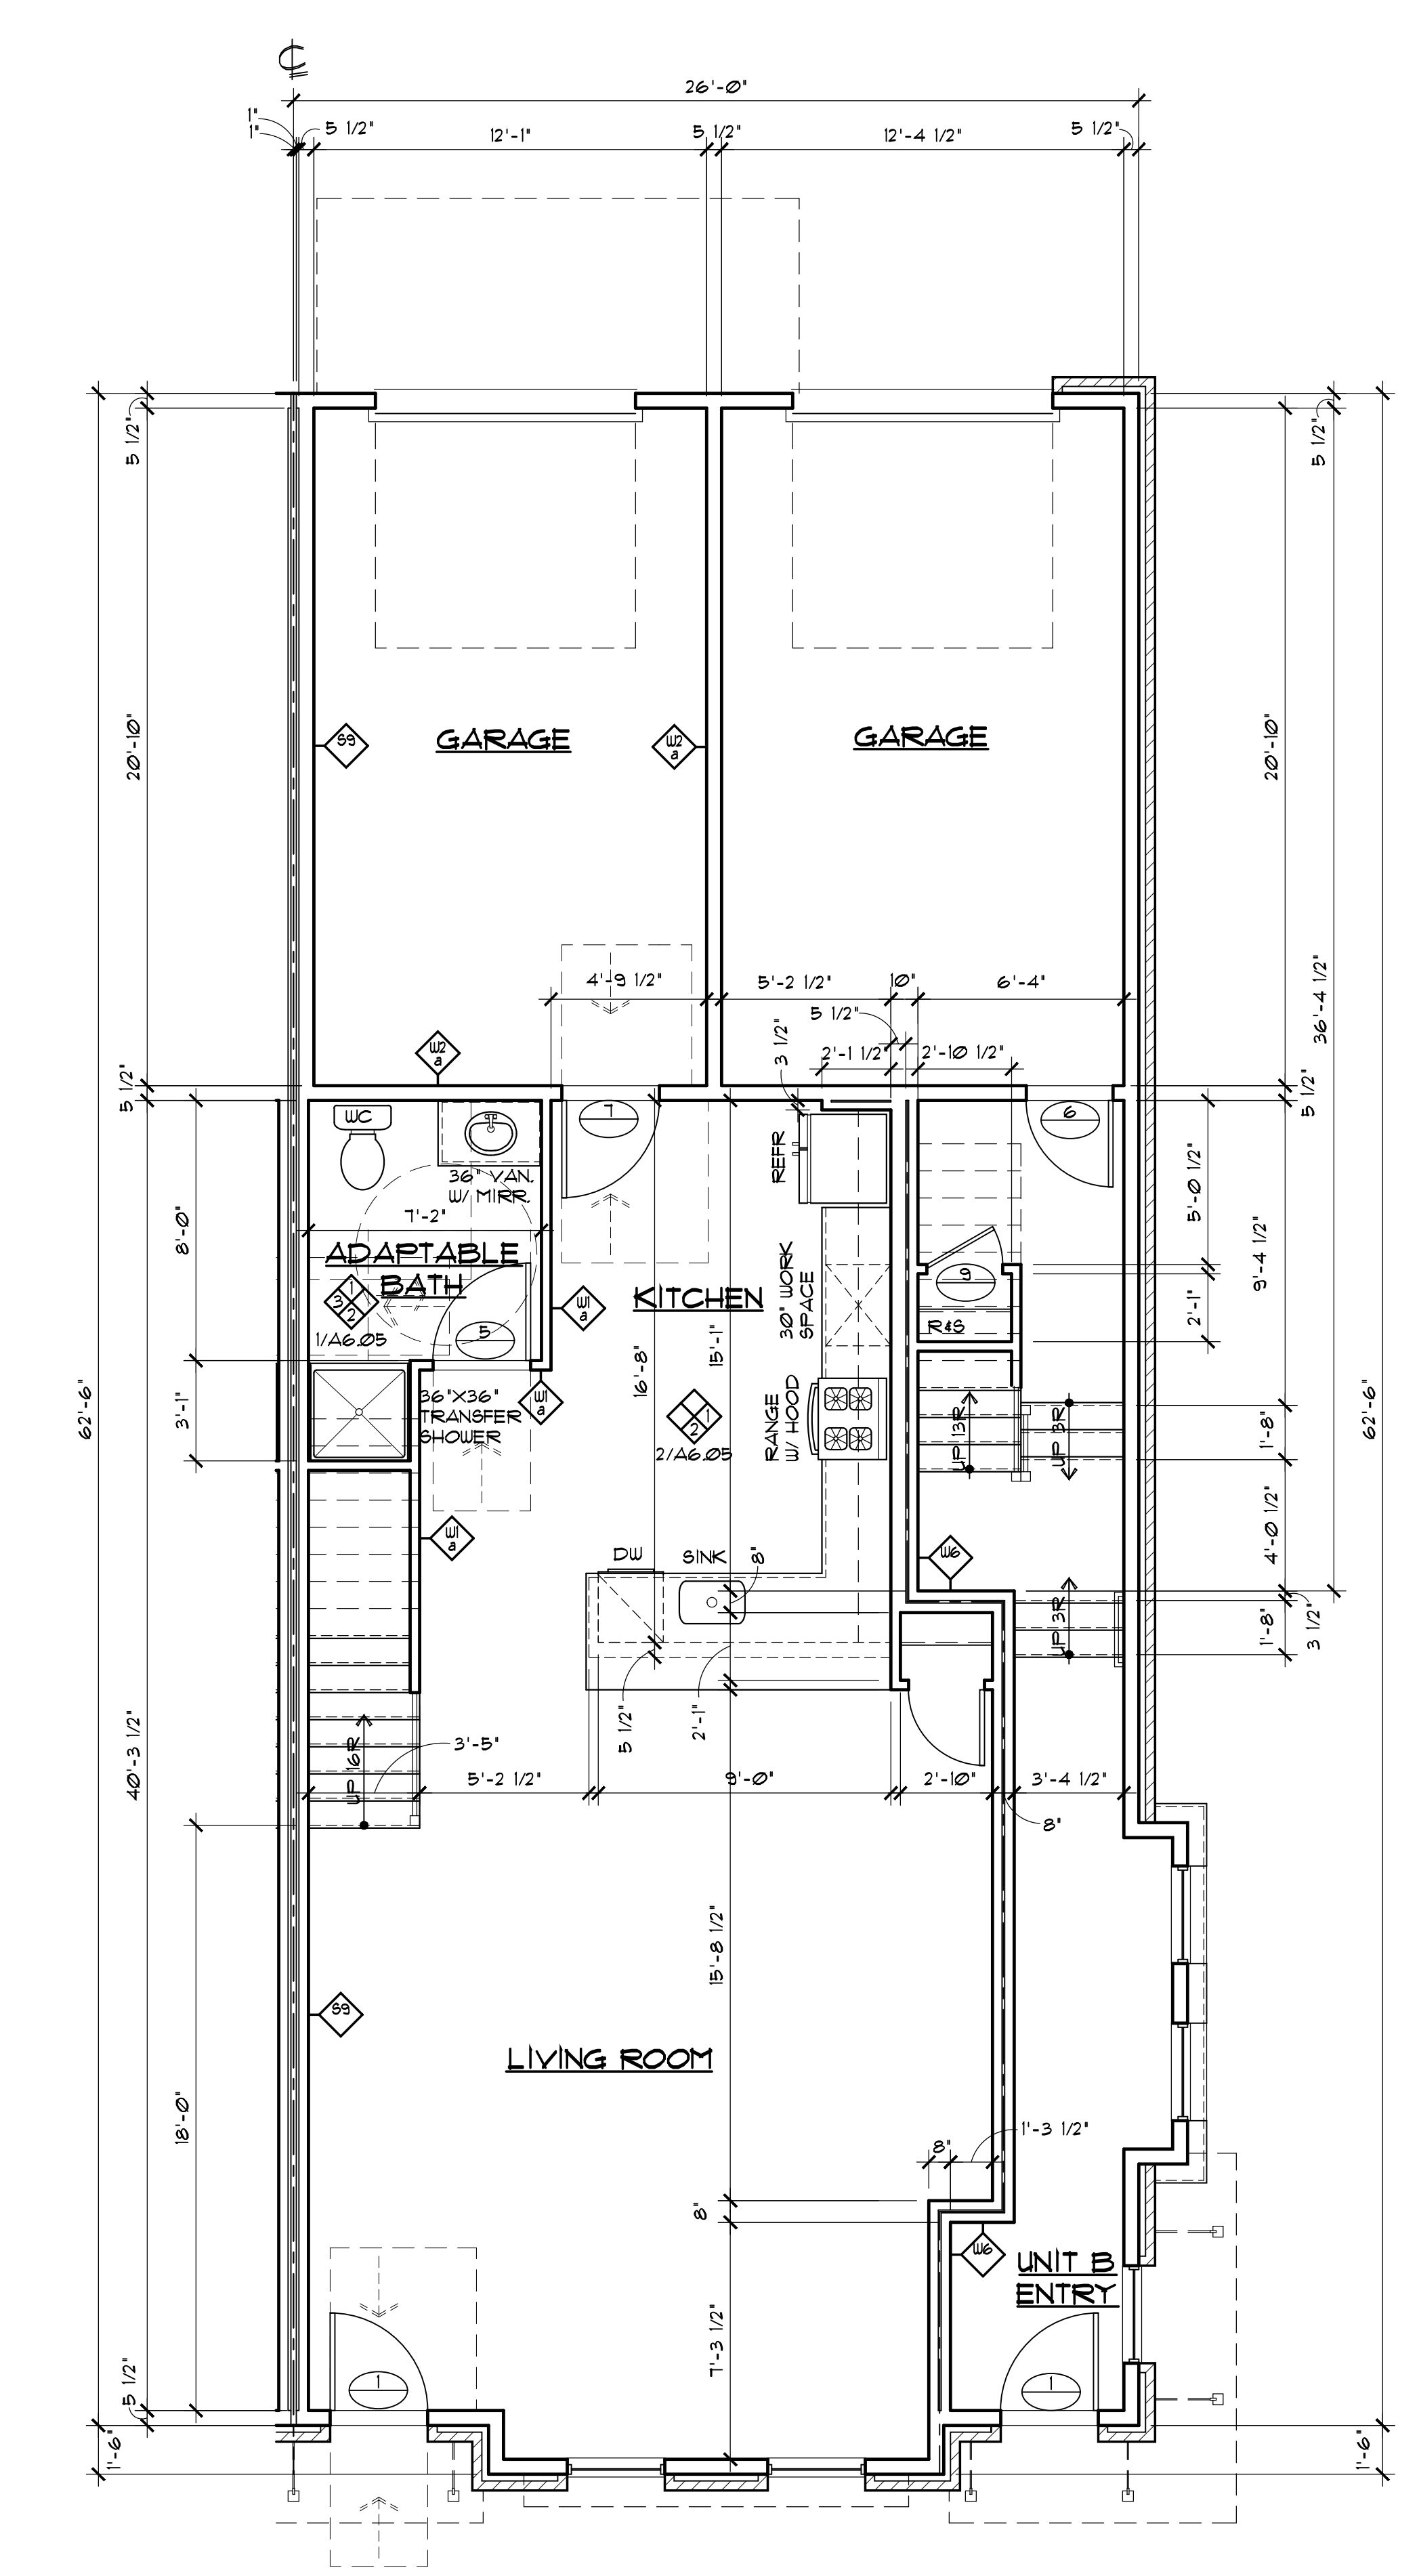 ℄
26'-0"
1"
1"
5 1/2"
12'-1"
5 1/2"
12'-4 1/2"
5 1/2"
5 1/2"
5 1/2"
20'-10"
S9
GARAGE
W2
a
GARAGE
20'-10"
36'-4 1/2"
4'-9 1/2"
5'-2 1/2"
10"
6'-4"
5 1/2"
3 1/2"
2'-1 1/2"
2'-10 1/2"
W2
a
5 1/2"
5 1/2"
WC
7
6
REFR
36" VAN.
W/ MIRR.
7'-2"
8'-0"
5'-0 1/2"
9'-4 1/2"
ADAPTABLE
BATH
1
3
2
1/A6.05
5
W1
a
KITCHEN
30" WORK
SPACE
9
R&S
2'-1"
16'-8"
15'-1"
62'-6"
62'-6"
3'-1"
36"X36"
TRANSFER
SHOWER
W1
a
1
2
2/A6.05
RANGE
W/ HOOD
UP 13R
UP 3R
1'-8"
W1
a
DW
SINK
8"
W6
4'-0 1/2"
UP 3R
1'-8"
3 1/2"
5 1/2"
2'-1"
UP 16R
3'-5"
40'-3 1/2"
5'-2 1/2"
9'-0"
2'-10"
3'-4 1/2"
8"
15'-8 1/2"
S9
LIVING ROOM
18'-0"
1'-3 1/2"
8"
8"
W6
UNIT B
ENTRY
7'-3 1/2"
5 1/2"
1
1
1'-6"
1'-6"